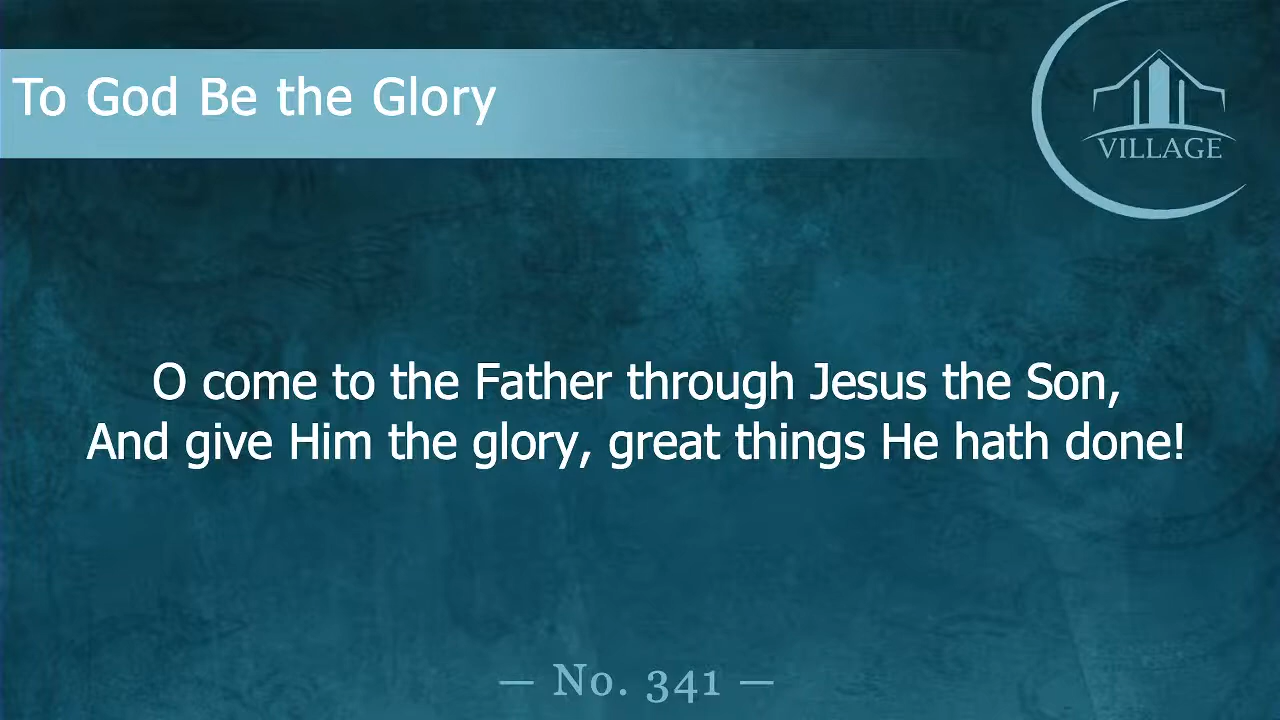 To God Be the Glory
VILLAGE
O come to the Father through Jesus the Son,
And give Him the glory, great things He hath done!
— No. 341 —